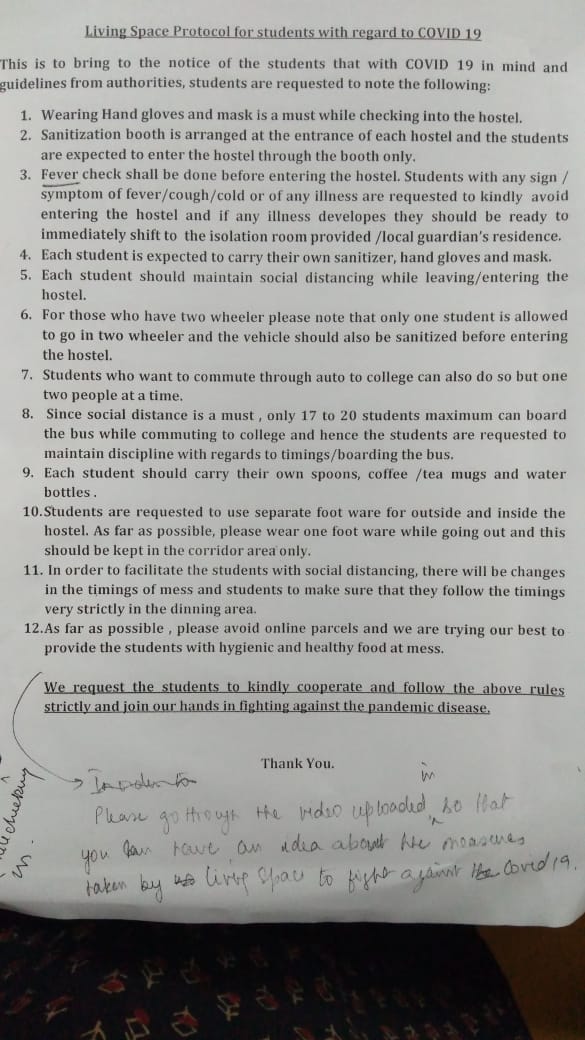 Living Space Protocol for students with regard to COVID 19
This is to bring to the notice of the students that with COVID 19 in mind and
guidelines from authorities, students are requested to note the following:
1. Wearing Hand gloves and mask is a must while checking into the hostel.
2. Sanitization booth is arranged at the entrance of each hostel and the students
are expected to enter the hostel through the booth only.
3. Fever check shall be done before entering the hostel. Students with any sign /
symptom of fever/cough/cold or of any illness are requested to kindly avoid
entering the hostel and if any illness developes they should be ready to
immediately shift to the isolation room provided /local guardian's residence.
4. Each student is expected to carry their own sanitizer, hand gloves and mask.
5. Each student should maintain social distancing while leaving/entering the
hostel.
6. For those who have two wheeler please note that only one student is allowed
to go in two wheeler and the vehicle should also be sanitized before entering
the hostel.
7. Students who want to commute through auto to college can also do so but one
two people at a time.
8. Since social distance is a must , only 17 to 20 students maximum can board
the bus while commuting to college and hence the students are requested to
maintain discipline with regards to timings/boarding the bus.
9. Each student should carry their own spoons, coffee /tea mugs and water
bottles .
10.Students are requested to use separate foot ware for outside and inside the
hostel. As far as possible, please wear one foot ware while going out and this
should be kept in the corridor area only.
11. In order to facilitate the students with social distancing, there will be changes
in the timings of mess and students to make sure that they follow the timings
very strictly in the dinning area.
12.As far as possible , please avoid online parcels and we are trying our best to
provide the students with hygienic and healthy food at mess.
We request the students to kindly cooperate and follow the above rules
strictly and join our hands in fighting against the pandemic disease.
Thank You.
in
Please go through the video uploaded so that
you can have an idea about the measures
taken by living space to fight against the Covid 19.